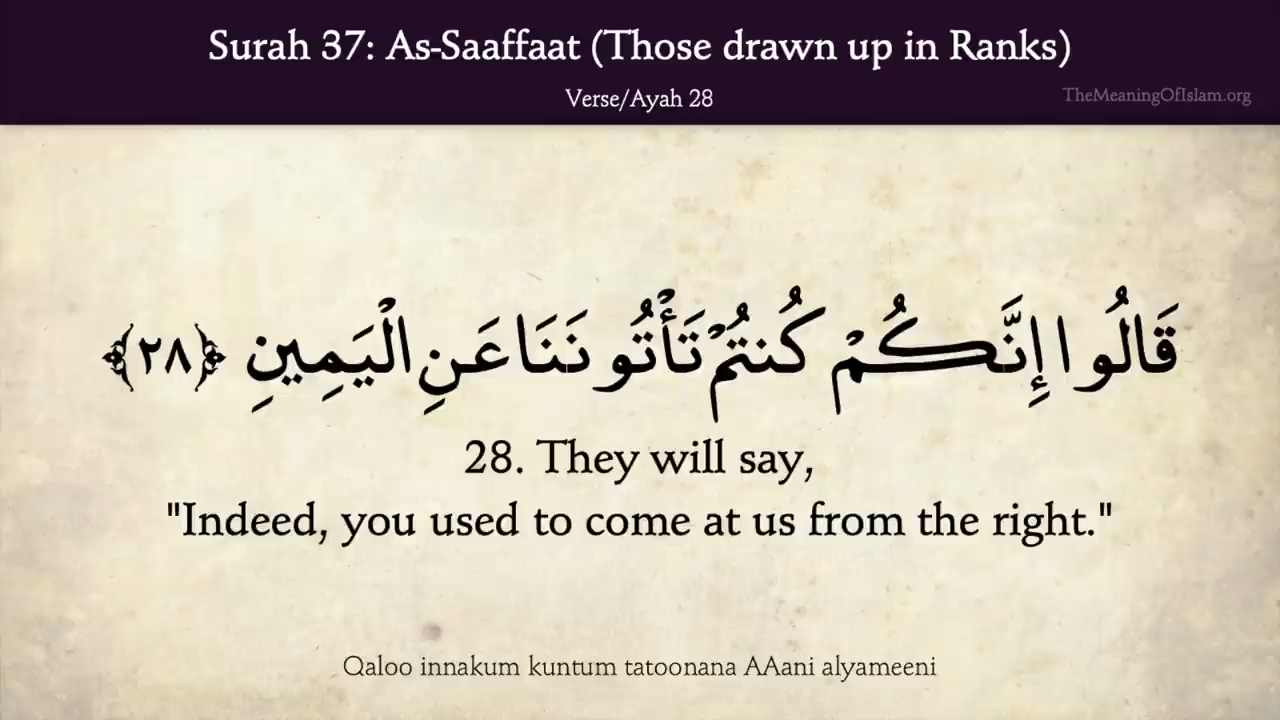 Surah 37: As-Saaffaat (Those drawn up in Ranks)
Verse/Ayah 28
TheMeaningOfIslam.org
قَالُوا إِنَّكُمْ كُنتُمْ تَأْتُونَنَا عَنِ الْيَمِينِ ﴿٢٨﴾
28. They will say,
"Indeed, you used to come at us from the right."
Qaloo innakum kuntum tatoonana AAani alyameeni